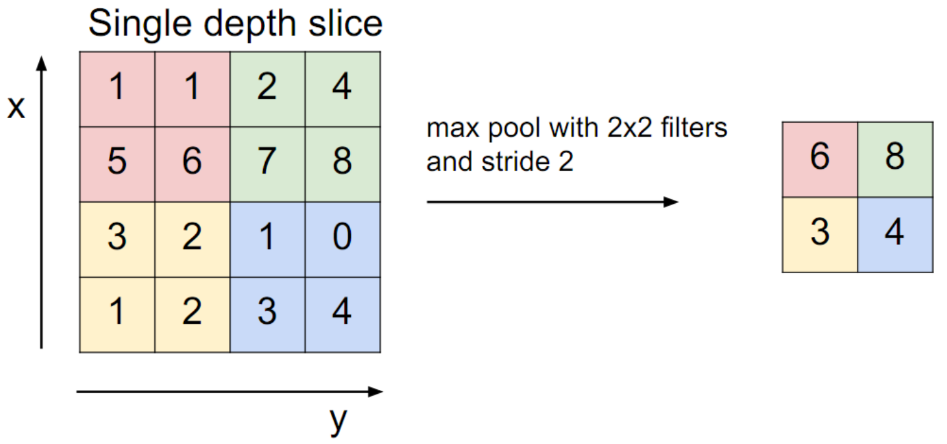 Single depth slice
x
1 1 2 4
5 6 7 8
3 2 1 0
1 2 3 4
y
max pool with 2x2 filters
and stride 2
6 8
3 4